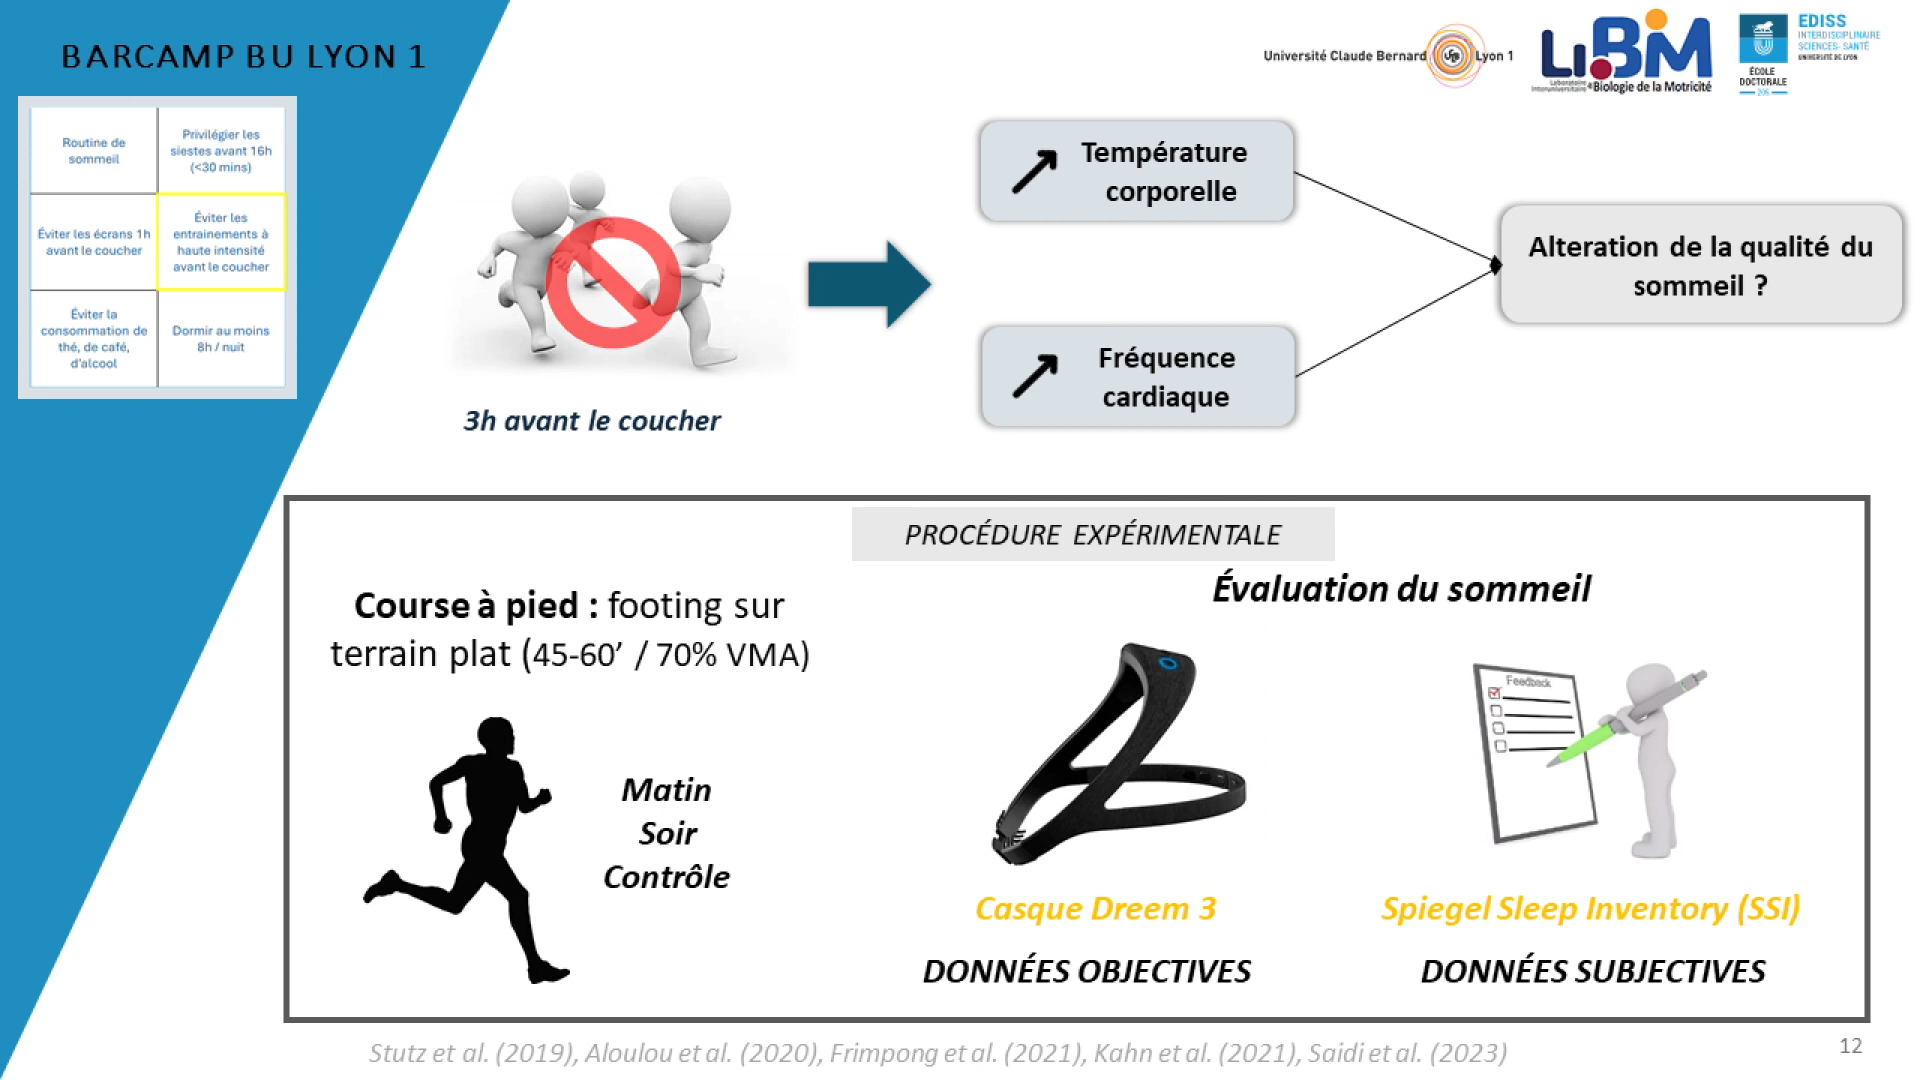 BARCAMP BU LYON 1
Université Claude Bernard
UCB
Lyon 1
LIBM
Laboratoire
Interuniversitaire de Biologie de la Motricité
ÉCOLE
DOCTORALE
205
EDISS
INTERDISCIPLINAIRE
SCIENCES-SANTÉ
UNIVERSITÉ DE LYON
Routine de
sommeil
Privilégier les
siestes avant 16h
(<30 mins)
Éviter les écrans 1h
avant le coucher
Éviter les
entrainements à
haute intensité
avant le coucher
Éviter la
consommation de
thé, de café,
d'alcool
Dormir au moins
8h / nuit
3h avant le coucher
Température
corporelle
Fréquence
cardiaque
Alteration de la qualité du
sommeil ?
PROCÉDURE EXPÉRIMENTALE
Course à pied : footing sur
terrain plat (45-60’ / 70% VMA)
Matin
Soir
Contrôle
Évaluation du sommeil
Feedback
Casque Dreem 3
DONNÉES OBJECTIVES
Spiegel Sleep Inventory (SSI)
DONNÉES SUBJECTIVES
Stutz et al. (2019), Aloulou et al. (2020), Frimpong et al. (2021), Kahn et al. (2021), Saidi et al. (2023)
12